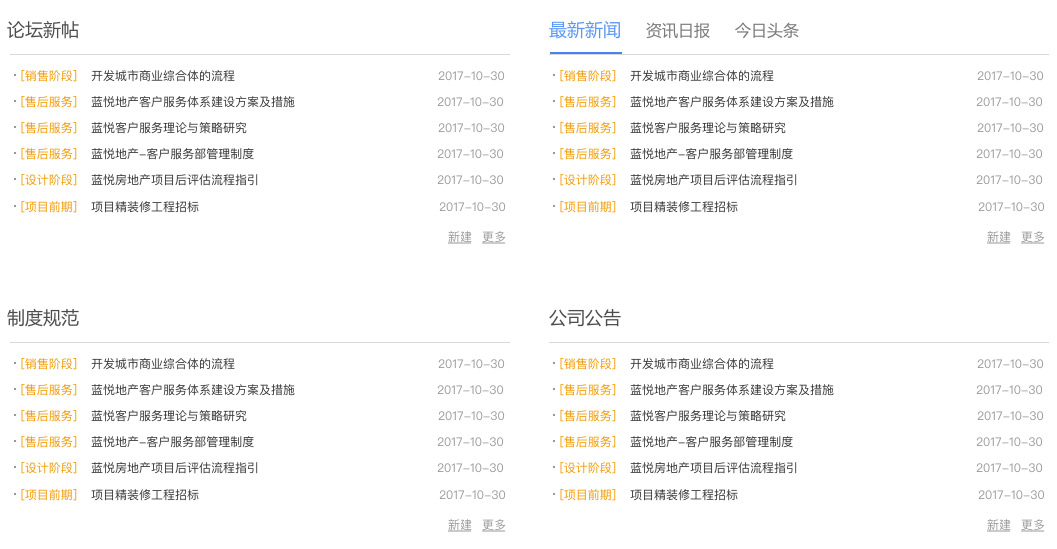 论坛新帖
·[销售阶段] 开发城市商业综合体的流程 2017-10-30
·[售后服务] 蓝悦地产客户服务体系建设方案及措施 2017-10-30
·[售后服务] 蓝悦客户服务理论与策略研究 2017-10-30
·[售后服务] 蓝悦地产-客户服务部管理制度 2017-10-30
·[设计阶段] 蓝悦房地产项目后评估流程指引 2017-10-30
·[项目前期] 项目精装修工程招标 2017-10-30
新建 更多
最新新闻 资讯日报 今日头条
·[销售阶段] 开发城市商业综合体的流程 2017-10-30
·[售后服务] 蓝悦地产客户服务体系建设方案及措施 2017-10-30
·[售后服务] 蓝悦客户服务理论与策略研究 2017-10-30
·[售后服务] 蓝悦地产-客户服务部管理制度 2017-10-30
·[设计阶段] 蓝悦房地产项目后评估流程指引 2017-10-30
·[项目前期] 项目精装修工程招标 2017-10-30
新建 更多
制度规范
·[销售阶段] 开发城市商业综合体的流程 2017-10-30
·[售后服务] 蓝悦地产客户服务体系建设方案及措施 2017-10-30
·[售后服务] 蓝悦客户服务理论与策略研究 2017-10-30
·[售后服务] 蓝悦地产-客户服务部管理制度 2017-10-30
·[设计阶段] 蓝悦房地产项目后评估流程指引 2017-10-30
·[项目前期] 项目精装修工程招标 2017-10-30
新建 更多
公司公告
·[销售阶段] 开发城市商业综合体的流程 2017-10-30
·[售后服务] 蓝悦地产客户服务体系建设方案及措施 2017-10-30
·[售后服务] 蓝悦客户服务理论与策略研究 2017-10-30
·[售后服务] 蓝悦地产-客户服务部管理制度 2017-10-30
·[设计阶段] 蓝悦房地产项目后评估流程指引 2017-10-30
·[项目前期] 项目精装修工程招标 2017-10-30
新建 更多